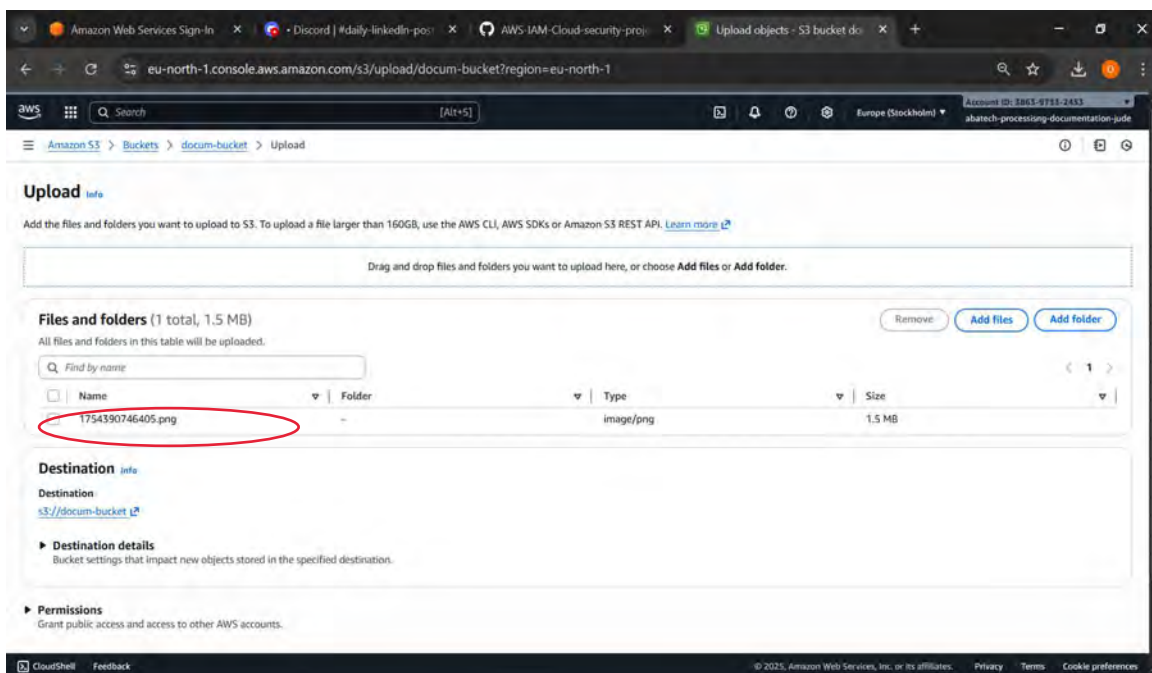 Amazon Web Services Sign-In
• Discord | #daily-linkedIn-pos
AWS-IAM-Cloud-security-proj
Upload objects - S3 bucket do
eu-north-1.console.aws.amazon.com/s3/upload/docum-bucket?region=eu-north-1
aws
Search
[Alt+S]
Europe (Stockholm)
Account ID: 3863-9733-2453
abatech-processisng-documentation-jude
Amazon S3 > Buckets > docum-bucket > Upload
Upload Info
Add the files and folders you want to upload to S3. To upload a file larger than 160GB, use the AWS CLI, AWS SDKs or Amazon S3 REST API. Learn more
Drag and drop files and folders you want to upload here, or choose Add files or Add folder.
Files and folders (1 total, 1.5 MB)
Remove
Add files
Add folder
All files and folders in this table will be uploaded.
Find by name
< 1 >
Name
Folder
Type
Size
1754390746405.png
-
image/png
1.5 MB
Destination Info
Destination
s3://docum-bucket
Destination details
Bucket settings that impact new objects stored in the specified destination.
Permissions
Grant public access and access to other AWS accounts.
CloudShell Feedback
© 2025, Amazon Web Services, Inc. or its affiliates. Privacy Terms Cookie preferences